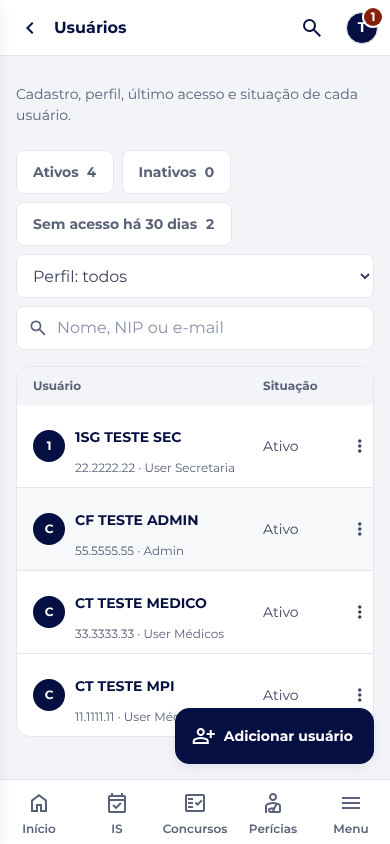 Usuários
1
T
Cadastro, perfil, último acesso e situação de cada
usuário.
Ativos 4
Inativos 0
Sem acesso há 30 dias 2
Perfil: todos
Nome, NIP ou e-mail
Usuário Situação
1
1SG TESTE SEC
Ativo
22.2222.22 · User Secretaria
C
CF TESTE ADMIN
Ativo
55.5555.55 · Admin
C
CT TESTE MEDICO
Ativo
33.3333.33 · User Médicos
C
CT TESTE MPI
Ativo
11.1111.11 · User
Adicionar usuário
Início IS Concursos Perícias Menu